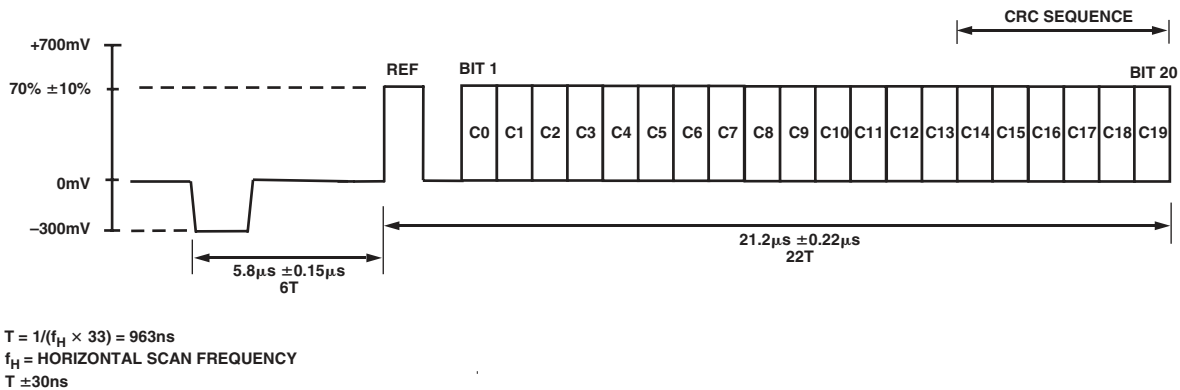 CRC SEQUENCE
+700mV
REF
BIT 1
BIT 20
70% ±10%
C0 C1 C2 C3 C4 C5 C6 C7 C8 C9 C10 C11 C12 C13 C14 C15 C16 C17 C18 C19
0mV
–300mV
21.2μs ±0.22μs
22T
5.8μs ±0.15μs
6T
T = 1/(fH × 33) = 963ns
fH = HORIZONTAL SCAN FREQUENCY
T ±30ns